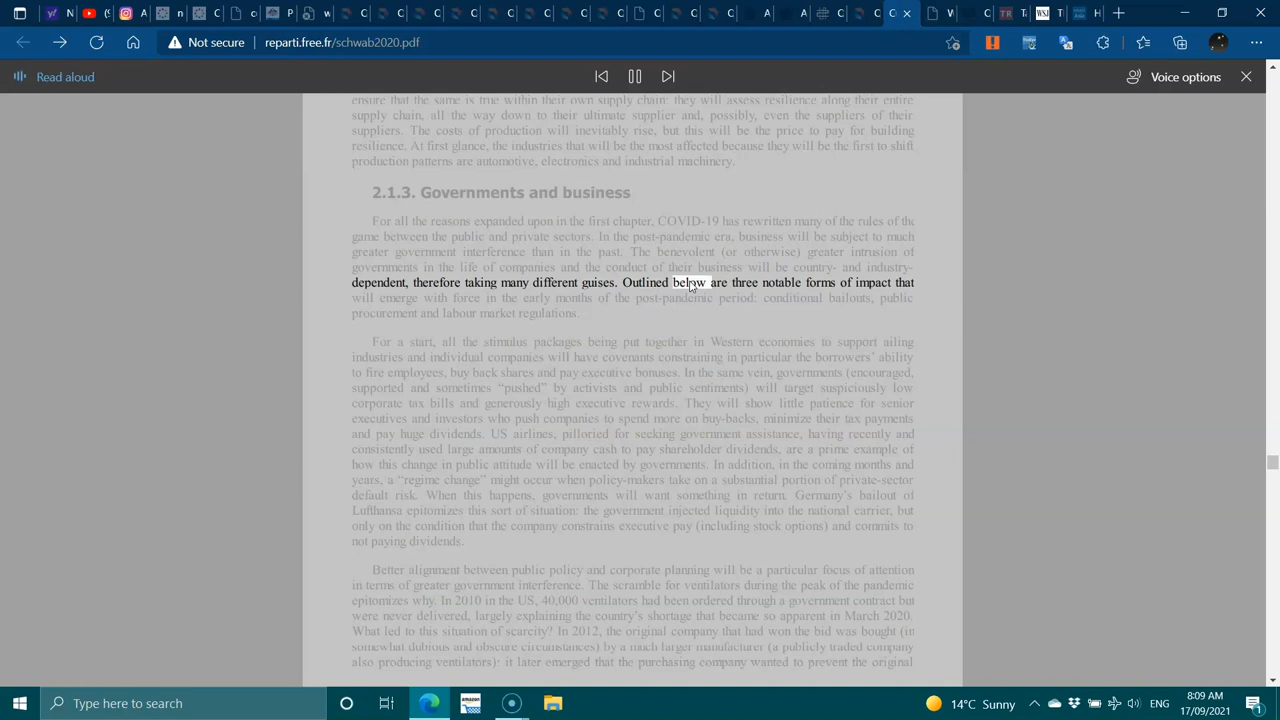 N
C
n
C
C
P
w
C
C
C
C
C
C
C
C
C
C
A
A
C
C
C
W
C
Te
T
H
Not secure
reparti.free.fr/schwab2020.pdf
Read aloud
Voice options
ensure that the same is true within their own supply chain: they will assess resilience along their entire
supply chain, all the way down to their ultimate supplier and, possibly, even the suppliers of their
suppliers. The costs of production will inevitably rise, but this will be the price to pay for building
resilience. At first glance, the industries that will be the most affected because they will be the first to shift
production patterns are automotive, electronics and industrial machinery.
2.1.3. Governments and business
For all the reasons expanded upon in the first chapter, COVID-19 has rewritten many of the rules of the
game between the public and private sectors. In the post-pandemic era, business will be subject to much
greater government interference than in the past. The benevolent (or otherwise) greater intrusion of
governments in the life of companies and the conduct of their business will be country- and industry-
dependent, therefore taking many different guises. Outlined below are three notable forms of impact that
will emerge with force in the early months of the post-pandemic period: conditional bailouts, public
procurement and labour market regulations.
For a start, all the stimulus packages being put together in Western economies to support ailing
industries and individual companies will have covenants constraining in particular the borrowers' ability
to fire employees, buy back shares and pay executive bonuses. In the same vein, governments (encouraged,
supported and sometimes “pushed” by activists and public sentiments) will target suspiciously low
corporate tax bills and generously high executive rewards. They will show little patience for senior
executives and investors who push companies to spend more on buy-backs, minimize their tax payments
and pay huge dividends. US airlines, pilloried for seeking government assistance, having recently and
consistently used large amounts of company cash to pay shareholder dividends, are a prime example of
how this change in public attitude will be enacted by governments. In addition, in the coming months and
years, a “regime change” might occur when policy-makers take on a substantial portion of private-sector
default risk. When this happens, governments will want something in return. Germany's bailout of
Lufthansa epitomizes this sort of situation: the government injected liquidity into the national carrier, but
only on the condition that the company constrains executive pay (including stock options) and commits to
not paying dividends.
Better alignment between public policy and corporate planning will be a particular focus of attention
in terms of greater government interference. The scramble for ventilators during the peak of the pandemic
epitomizes why. In 2010 in the US, 40,000 ventilators had been ordered through a government contract but
were never delivered, largely explaining the country's shortage that became so apparent in March 2020.
What led to this situation of scarcity? In 2012, the original company that had won the bid was bought (in
somewhat dubious and obscure circumstances) by a much larger manufacturer (a publicly traded company
also producing ventilators): it later emerged that the purchasing company wanted to prevent the original
Type here to search
14°C Sunny
ENG
8:09 AM
17/09/2021